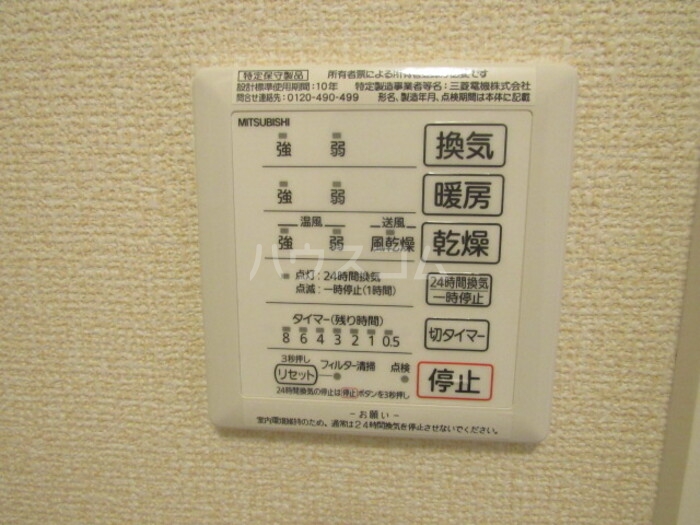 特定保守製品 所有者票による所有者登録が必要です
設計標準使用期間:10年 特定製造事業者等名:三菱電機株式会社
問合せ連絡先:0120-490-499 形名、製造年月、点検期間は本体に記載
MITSUBISHI
強 弱 換気
強 弱 暖房
温風 送風
強 弱 風乾燥 乾燥
ハウスコム
点灯:24時間換気
点滅:一時停止(1時間)
24時間換気
一時停止
タイマー(残り時間)
8 6 4 3 2 1 0.5
切タイマー
3秒押し
リセット フィルター清掃 点検
停止
24時間換気の停止は停止ボタンを3秒押し
-お願い-
室内環境維持のため、通常は24時間換気を停止させないでください。